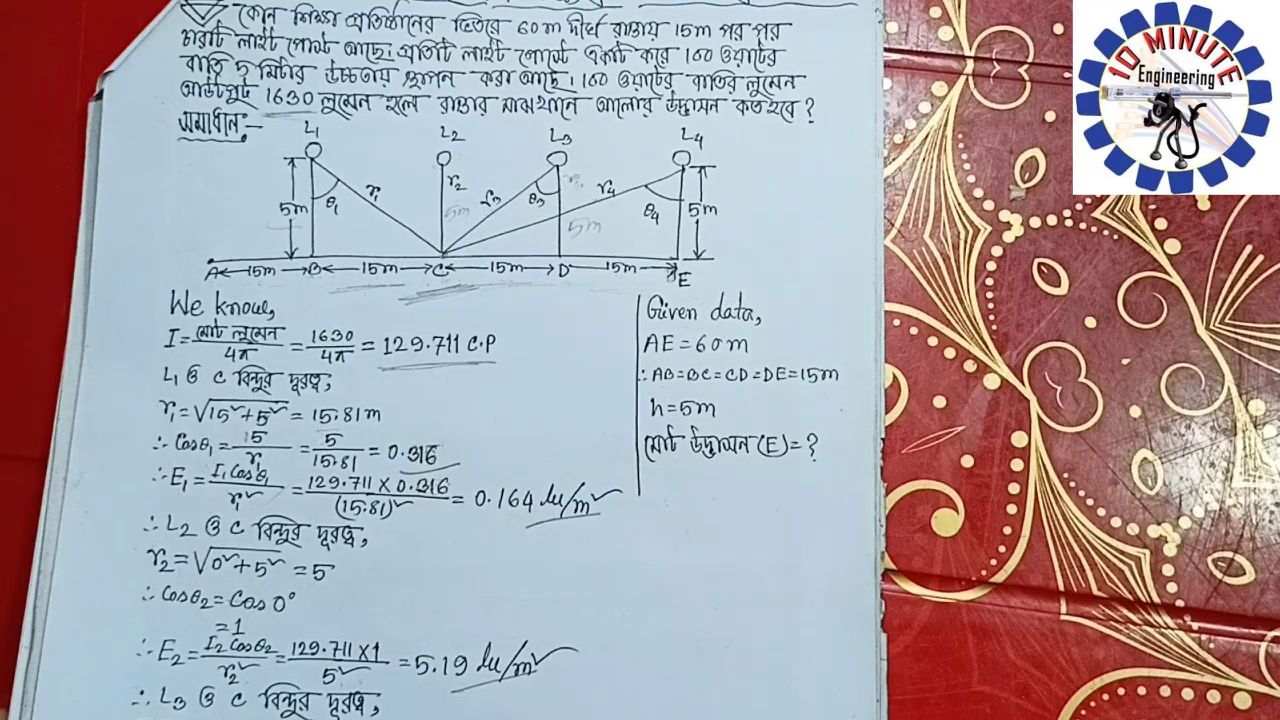 কোন শিক্ষা প্রতিষ্ঠানের ভিতরে 60m দীর্ঘ রাস্তায় 15m পর পর
চারটি লাইট পোস্ট আছে। প্রতিটি লাইট পোস্টে একটি করে 100 ওয়াটের
বাতি 5 মিটার উচ্চতায় স্থাপন করা আছে। 100 ওয়াটের বাতির লুমেন
আউটপুট 1630 লুমেন হলে রাস্তার মাঝখানে আলোর উদ্ভাসন কত হবে ?
সমাধান:-
L1 L2 L3 L4
5m θ1 r1 r2 5m r3 θ3 5m r4 θ4 5m
A 15m B 15m C 15m D 15m E
We know,
I = মোট লুমেন/4π = 1630/4π = 129.711 C.P
L1 ও C বিন্দুর দূরত্ব,
r1 = √15²+5² = 15.81m
∴ Cosθ1 = 15/r1 = 5/15.81 = 0.316
∴ E1 = I1 Cosθ1/r1² = 129.711 × 0.316/(15.81)² = 0.164 lu/m²
∴ L2 ও C বিন্দুর দূরত্ব,
r2 = √0²+5² = 5
∴ Cosθ2 = Cos 0°
= 1
∴ E2 = I2 Cosθ2/r2² = 129.711 × 1/5² = 5.19 lu/m²
∴ L3 ও C বিন্দুর দূরত্ব,
Given data,
AE = 60m
∴ AB = BC = CD = DE = 15m
h = 5m
মোট উদ্ভাসন (E) = ?
10 MINUTE
Engineering